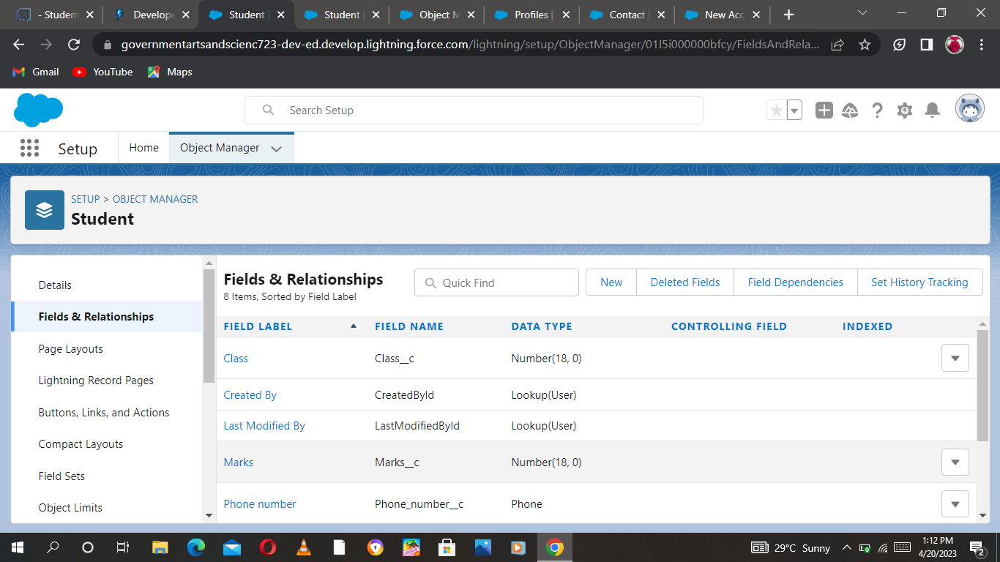 - Student
Develope
Student
Student
Object M
Profiles
Contact
New Acc
governmentartsandscienc723-dev-ed.develop.lightning.force.com/lightning/setup/ObjectManager/01I5i000000bfcy/FieldsAndRela...
Gmail
YouTube
Maps
Search Setup
Setup
Home
Object Manager
SETUP > OBJECT MANAGER
Student
Details
Fields & Relationships
Page Layouts
Lightning Record Pages
Buttons, Links, and Actions
Compact Layouts
Field Sets
Object Limits
Fields & Relationships
8 Items, Sorted by Field Label
Quick Find
New
Deleted Fields
Field Dependencies
Set History Tracking
FIELD LABEL FIELD NAME DATA TYPE CONTROLLING FIELD INDEXED
Class Class__c Number(18, 0)
Created By CreatedById Lookup(User)
Last Modified By LastModifiedById Lookup(User)
Marks Marks__c Number(18, 0)
Phone number Phone_number__c Phone
29°C Sunny
1:12 PM
4/20/2023
2